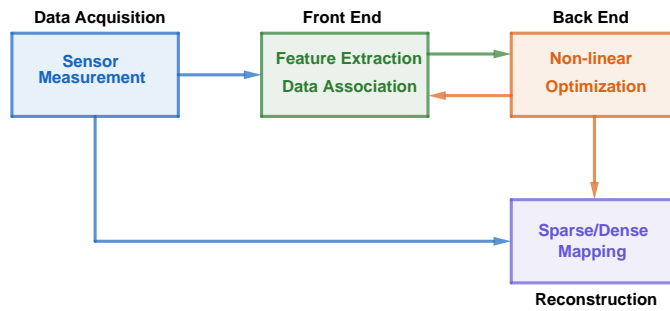 Data Acquisition
Front End
Back End
Sensor
Measurement
Feature Extraction
Data Association
Non-linear
Optimization
Sparse/Dense
Mapping
Reconstruction